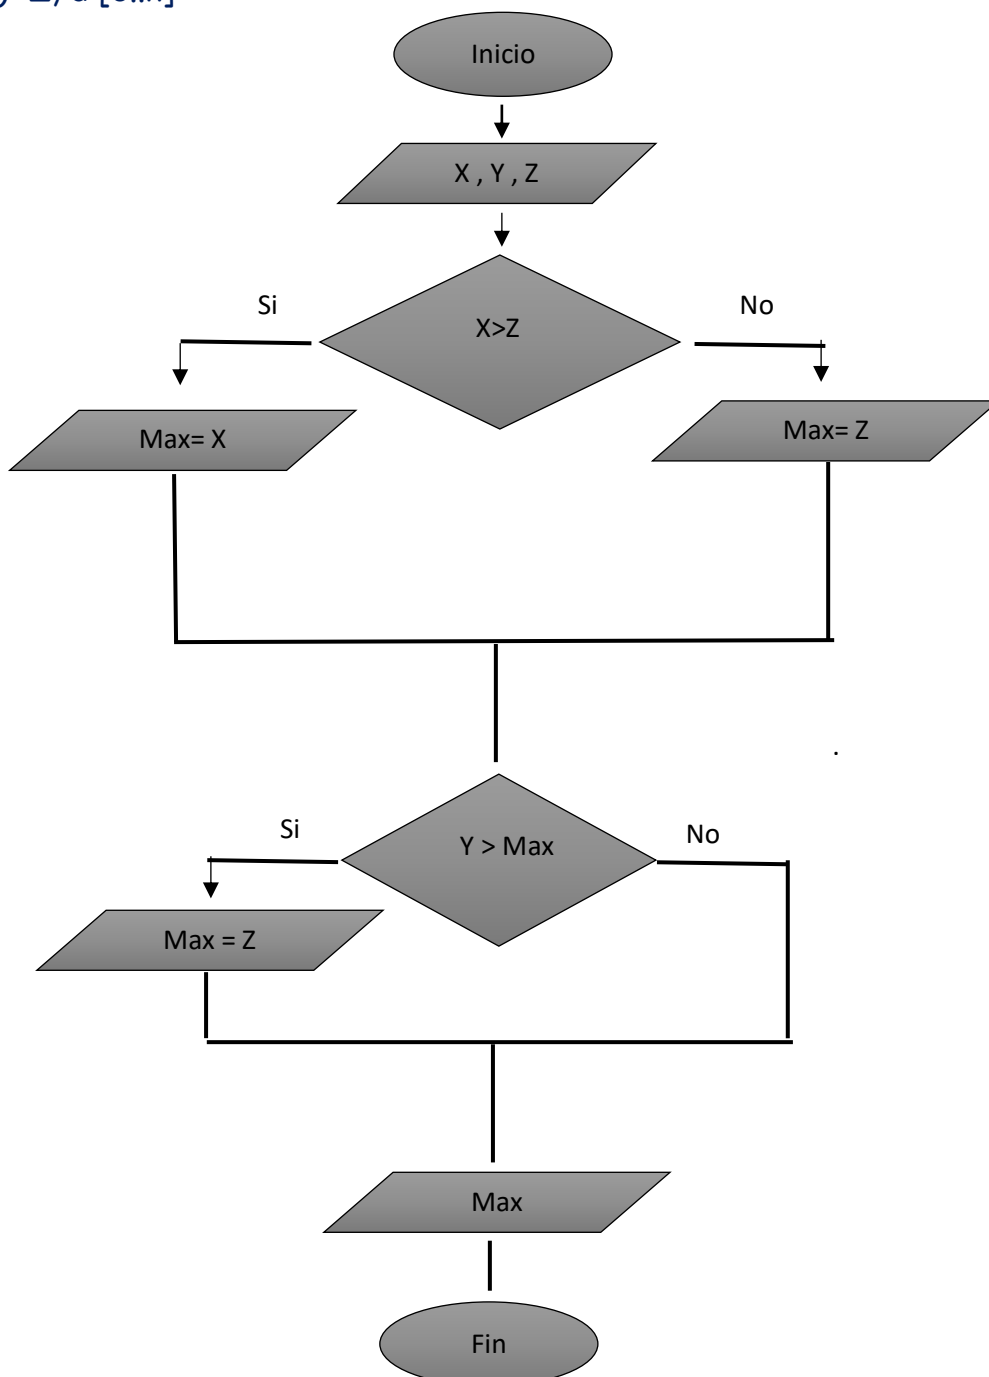 Inicio
X , Y , Z
Si
No
X>Z
Max= X
Max= Z
.
Si
No
Y > Max
Max = Z
Max
Fin